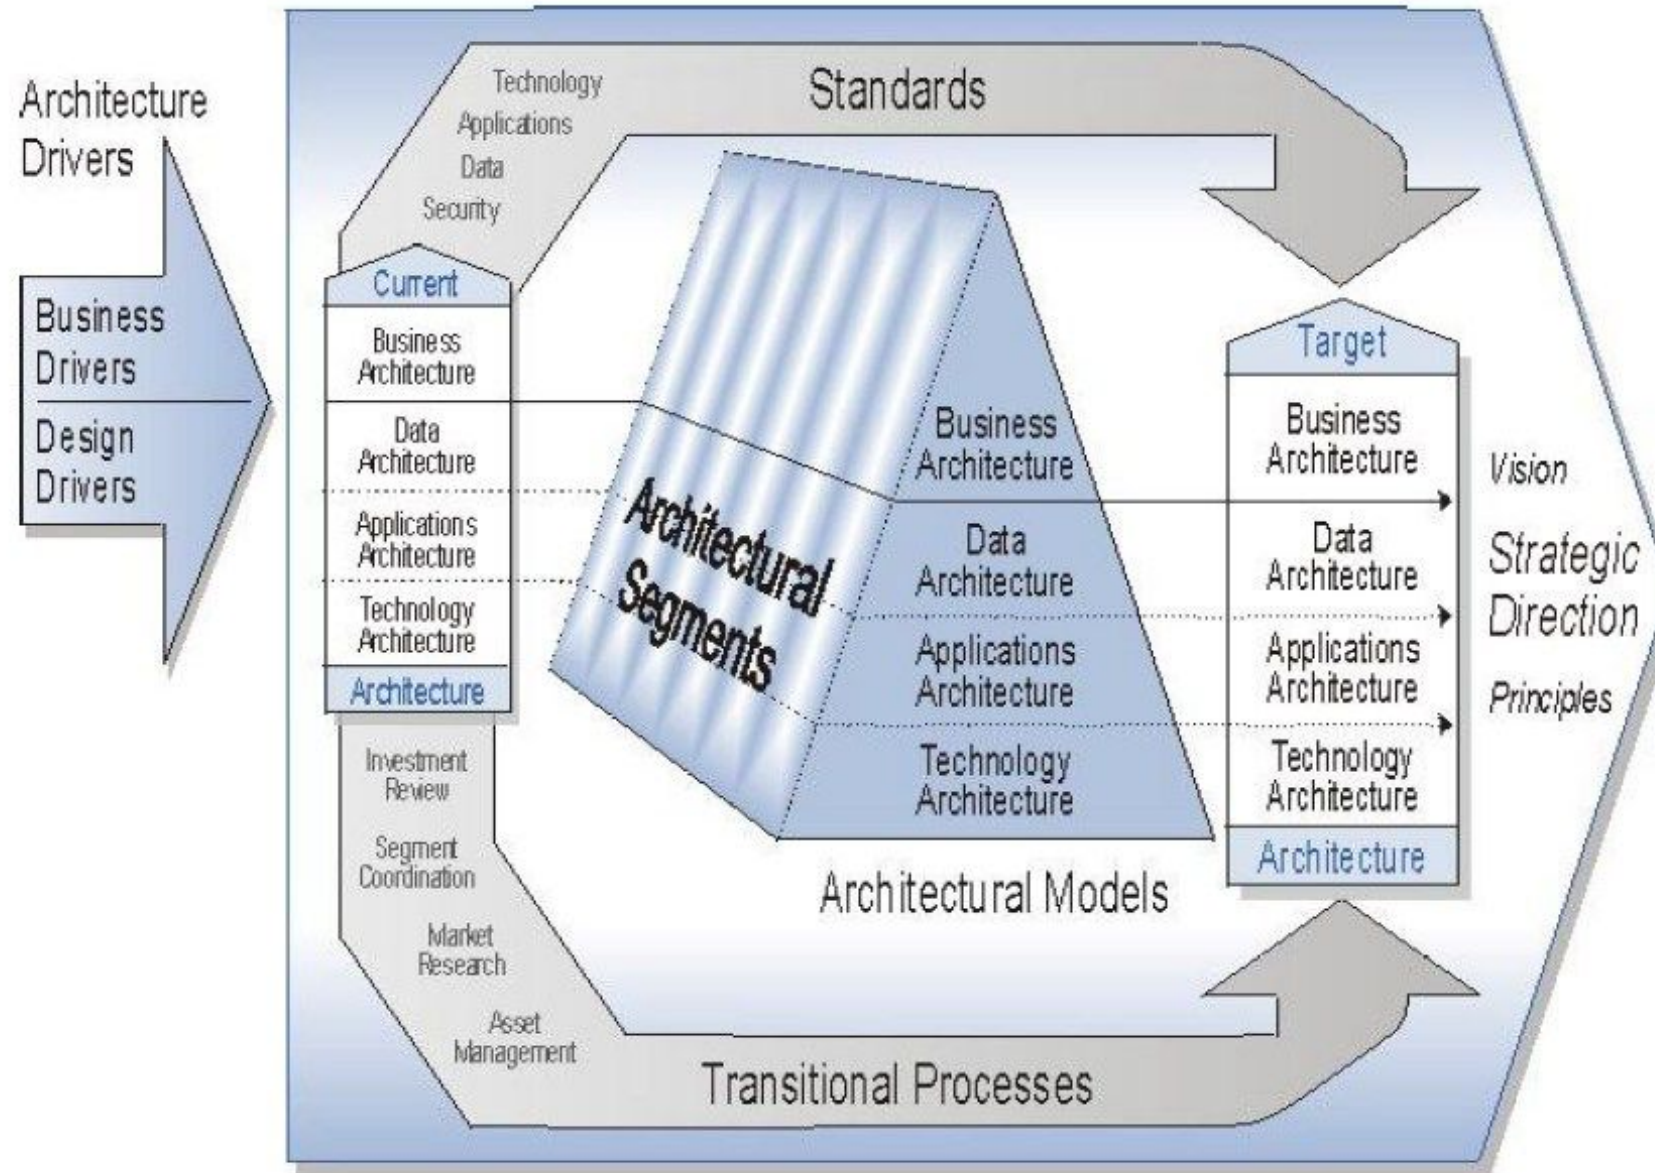 Architecture
Drivers
Business
Drivers
Design
Drivers
Technology
Applications
Data
Security
Standards
Current
Business
Architecture
Data
Architecture
Applications
Architecture
Technology
Architecture
Architecture
Investment
Review
Segment
Coordination
Market
Research
Asset
Management
Transitional Processes
Architectural
Segments
Business
Architecture
Data
Architecture
Applications
Architecture
Technology
Architecture
Architectural Models
Target
Business
Architecture
Data
Architecture
Applications
Architecture
Technology
Architecture
Architecture
Vision
Strategic
Direction
Principles